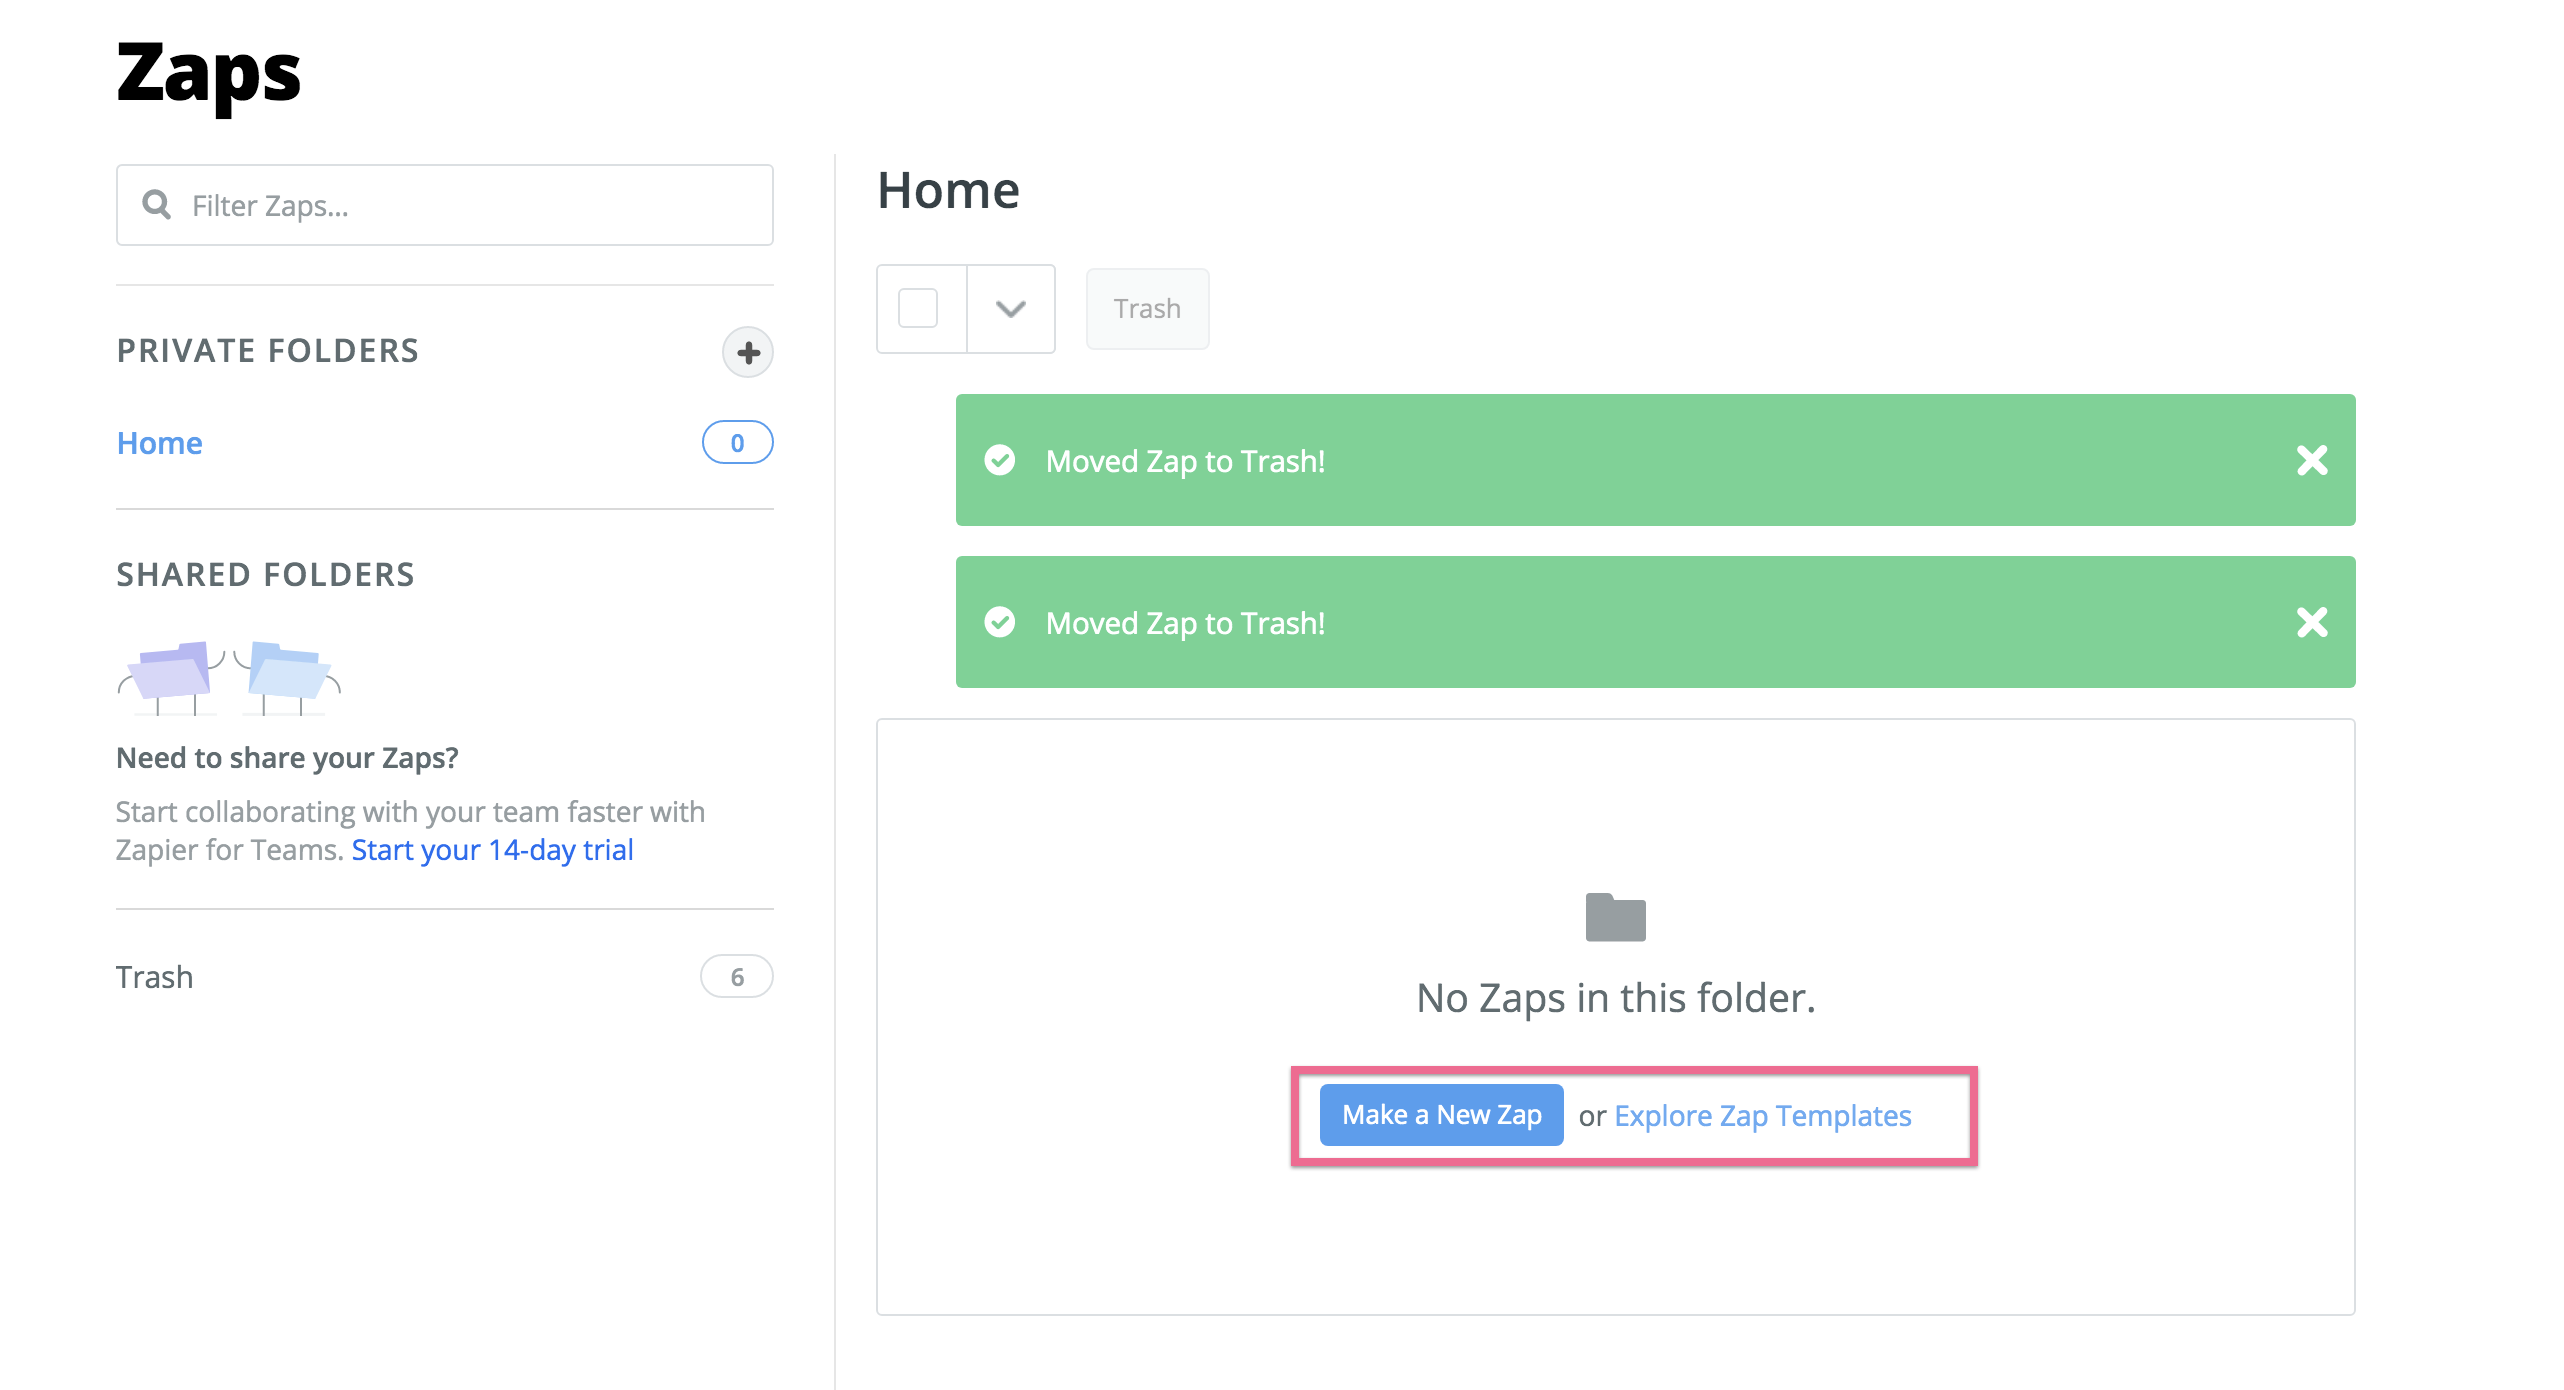 Zaps
Filter Zaps...
PRIVATE FOLDERS
Home
0
SHARED FOLDERS
Need to share your Zaps?
Start collaborating with your team faster with
Zapier for Teams. Start your 14-day trial
Trash
6
Home
Trash
Moved Zap to Trash!
Moved Zap to Trash!
No Zaps in this folder.
Make a New Zap or Explore Zap Templates